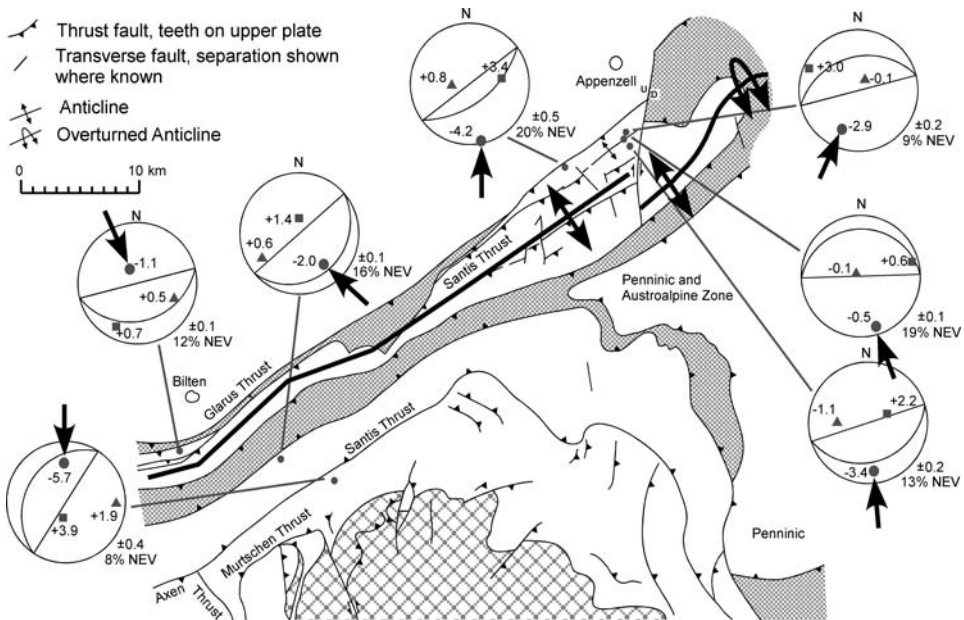 Thrust fault, teeth on upper plate
Transverse fault, separation shown
where known
Anticline
Overturned Anticline
0 10 km
N
+0.8
+3.4
-4.2
±0.5
20% NEV
Appenzell
U
D
N
+3.0
-0.1
-2.9
±0.2
9% NEV
N
+1.4
+0.6
-2.0
±0.1
16% NEV
N
-1.1
+0.5
+0.7
±0.1
12% NEV
Santis Thrust
Penninic and
Austroalpine Zone
N
-0.1
+0.6
-0.5
±0.1
19% NEV
Bilten
Glarus Thrust
Santis Thrust
N
-1.1
+2.2
-3.4
±0.2
13% NEV
N
-5.7
+1.9
+3.9
±0.4
8% NEV
Murtschen Thrust
Axen
Thrust
Penninic